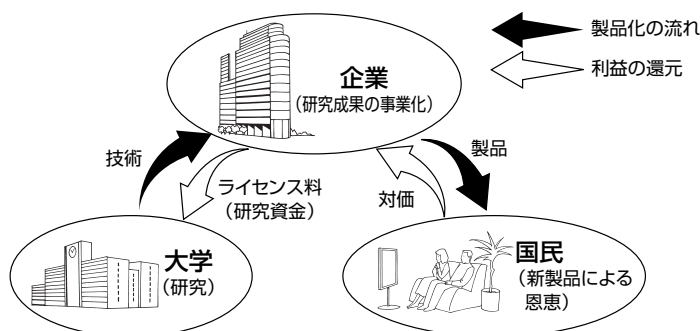 製品化の流れ
利益の還元
企業
（研究成果の事業化）
技術
製品
ライセンス料
（研究資金）
対価
大学
（研究）
国民
（新製品による
恩恵）